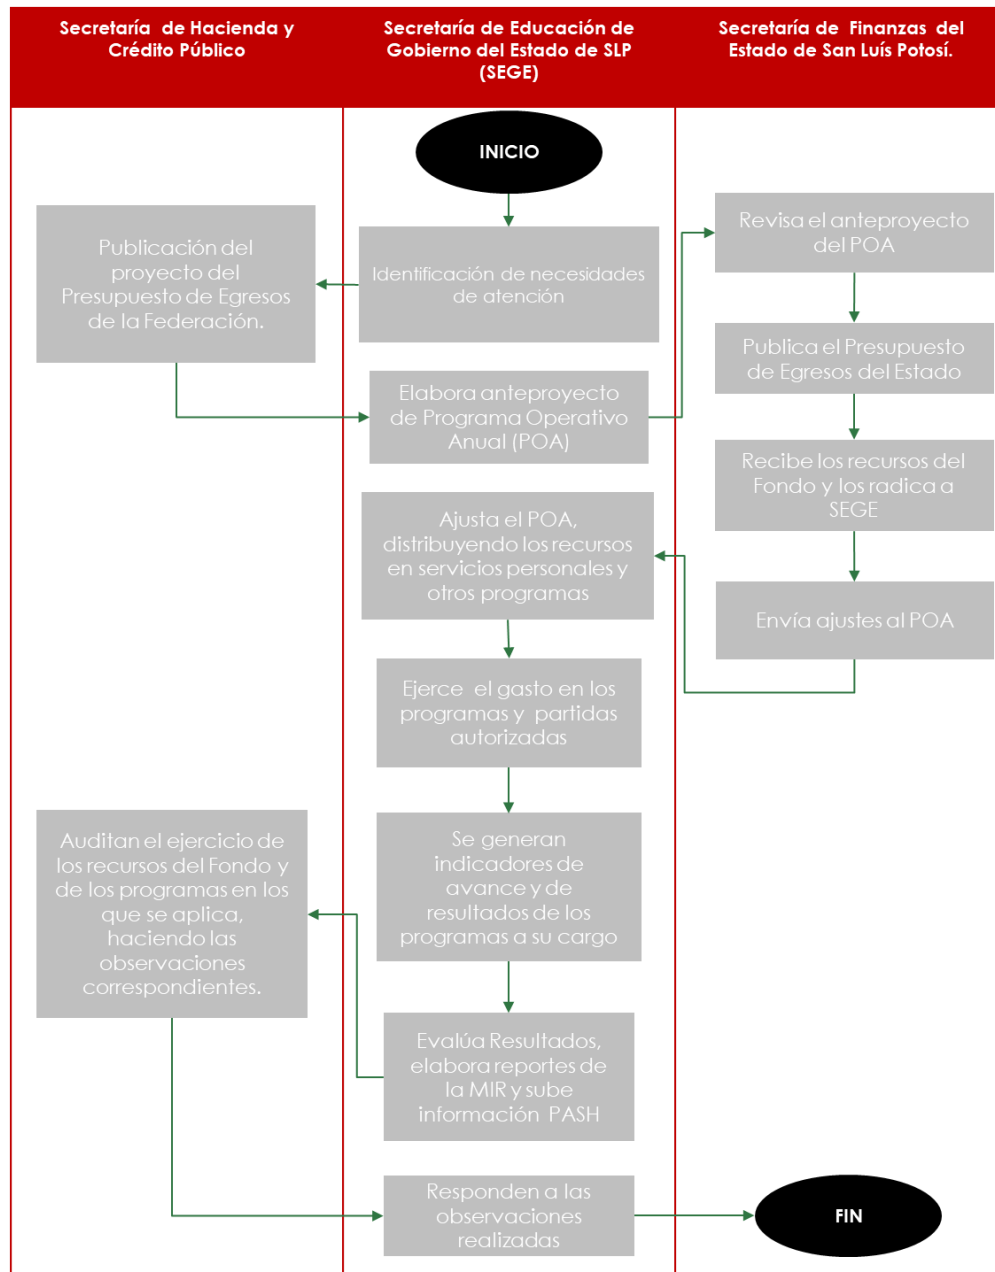 Secretaría de Hacienda y
Crédito Público
Secretaría de Educación de
Gobierno del Estado de SLP
(SEGE)
Secretaría de Finanzas del
Estado de San Luís Potosí.
INICIO
Identificación de necesidades
de atención
Publicación del
proyecto del
Presupuesto de Egresos
de la Federación.
Elabora anteproyecto
de Programa Operativo
Anual (POA)
Revisa el anteproyecto
del POA
Publica el Presupuesto
de Egresos del Estado
Recibe los recursos del
Fondo y los radica a
SEGE
Envía ajustes al POA
Ajusta el POA,
distribuyendo los recursos
en servicios personales y
otros programas
Ejerce el gasto en los
programas y partidas
autorizadas
Se generan
indicadores de
avance y de
resultados de los
programas a su cargo
Evalúa Resultados,
elabora reportes de
la MIR y sube
información PASH
Auditan el ejercicio de
los recursos del Fondo y
de los programas en los
que se aplica,
haciendo las
observaciones
correspondientes.
Responden a las
observaciones
realizadas
FIN